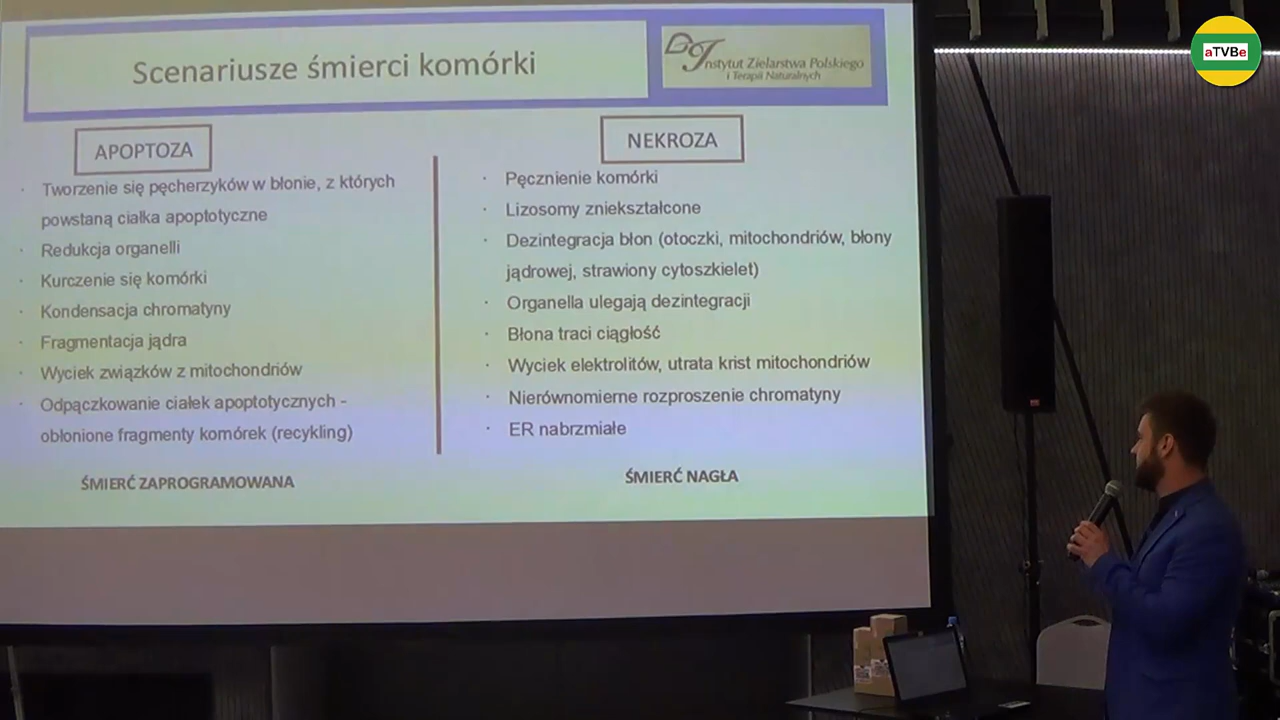 Scenariusze śmierci komórki
Instytut Zielarstwa Polskiego
i Terapii Naturalnych
aTVBe
APOPTOZA
Tworzenie się pęcherzyków w błonie, z których
powstaną ciałka apoptotyczne
Redukcja organelli
Kurczenie się komórki
Kondensacja chromatyny
Fragmentacja jądra
Wyciek związków z mitochondriów
Odpączkowanie ciałek apoptotycznych -
obłonione fragmenty komórek (recykling)
ŚMIERĆ ZAPROGRAMOWANA
NEKROZA
Pęcznienie komórki
Lizosomy zniekształcone
Dezintegracja błon (otoczki, mitochondriów, błony
jądrowej, strawiony cytoszkielet)
Organella ulegają dezintegracji
Błona traci ciągłość
Wyciek elektrolitów, utrata krist mitochondriów
Nierównomierne rozproszenie chromatyny
ER nabrzmiałe
ŚMIERĆ NAGŁA